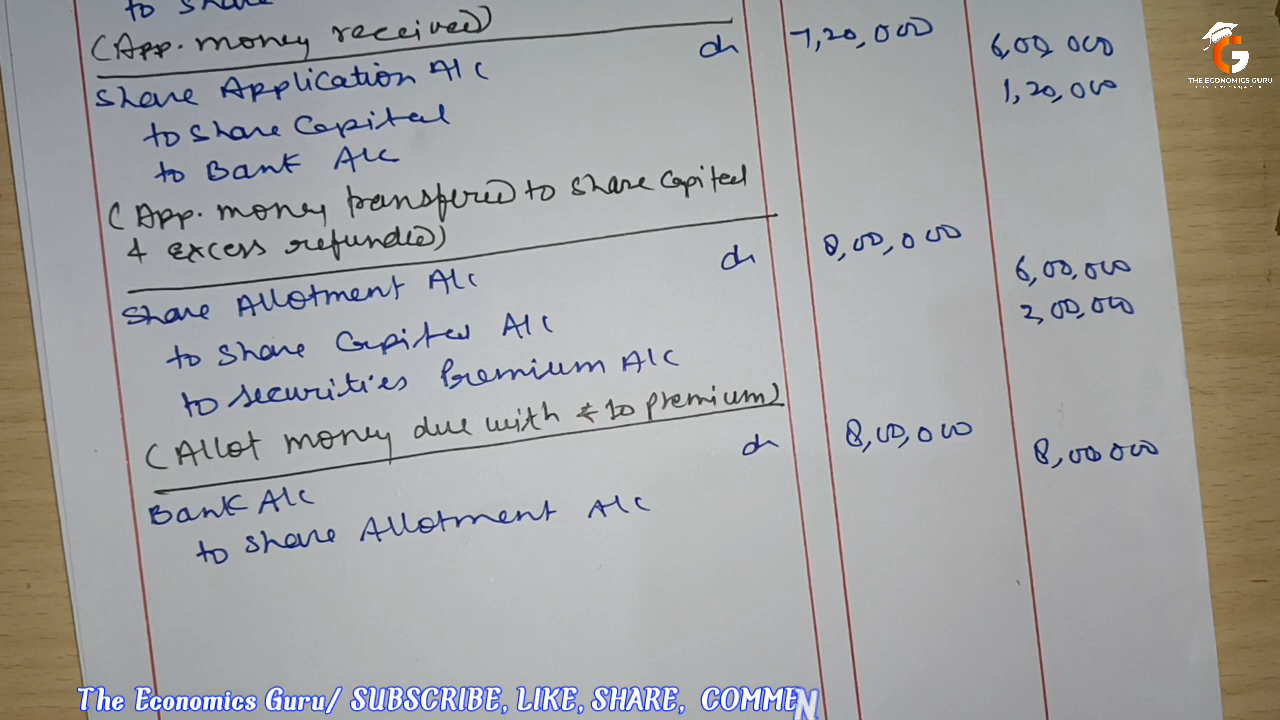 to Share
(App. money received)
Share Application A/c dr 7,20,000 6,00,000
to Share Capital 1,20,000
to Bank A/c
(App. money transfered to share Capital
& excess refunded)
Share Allotment A/c dr 8,00,000
to Share Capital A/c 6,00,000
to Securities Premium A/c 2,00,000
(Allot money due with ₹ 10 premium)
Bank A/c dr 8,00,000
to Share Allotment A/c 8,00,000
THE ECONOMICS GURU
The Economics Guru/ SUBSCRIBE, LIKE, SHARE, COMMEN